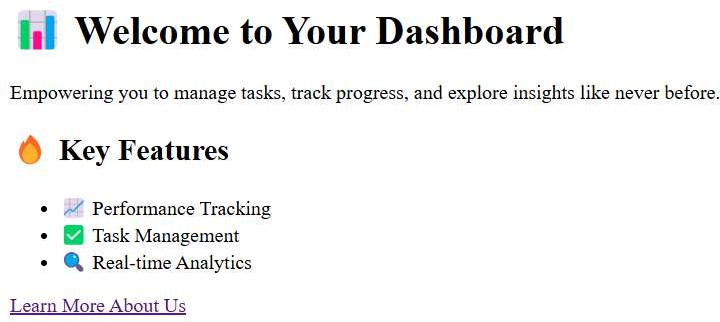 📊 Welcome to Your Dashboard
Empowering you to manage tasks, track progress, and explore insights like never before.
🔥 Key Features
• 📈 Performance Tracking
• ✅ Task Management
• 🔍 Real-time Analytics
Learn More About Us